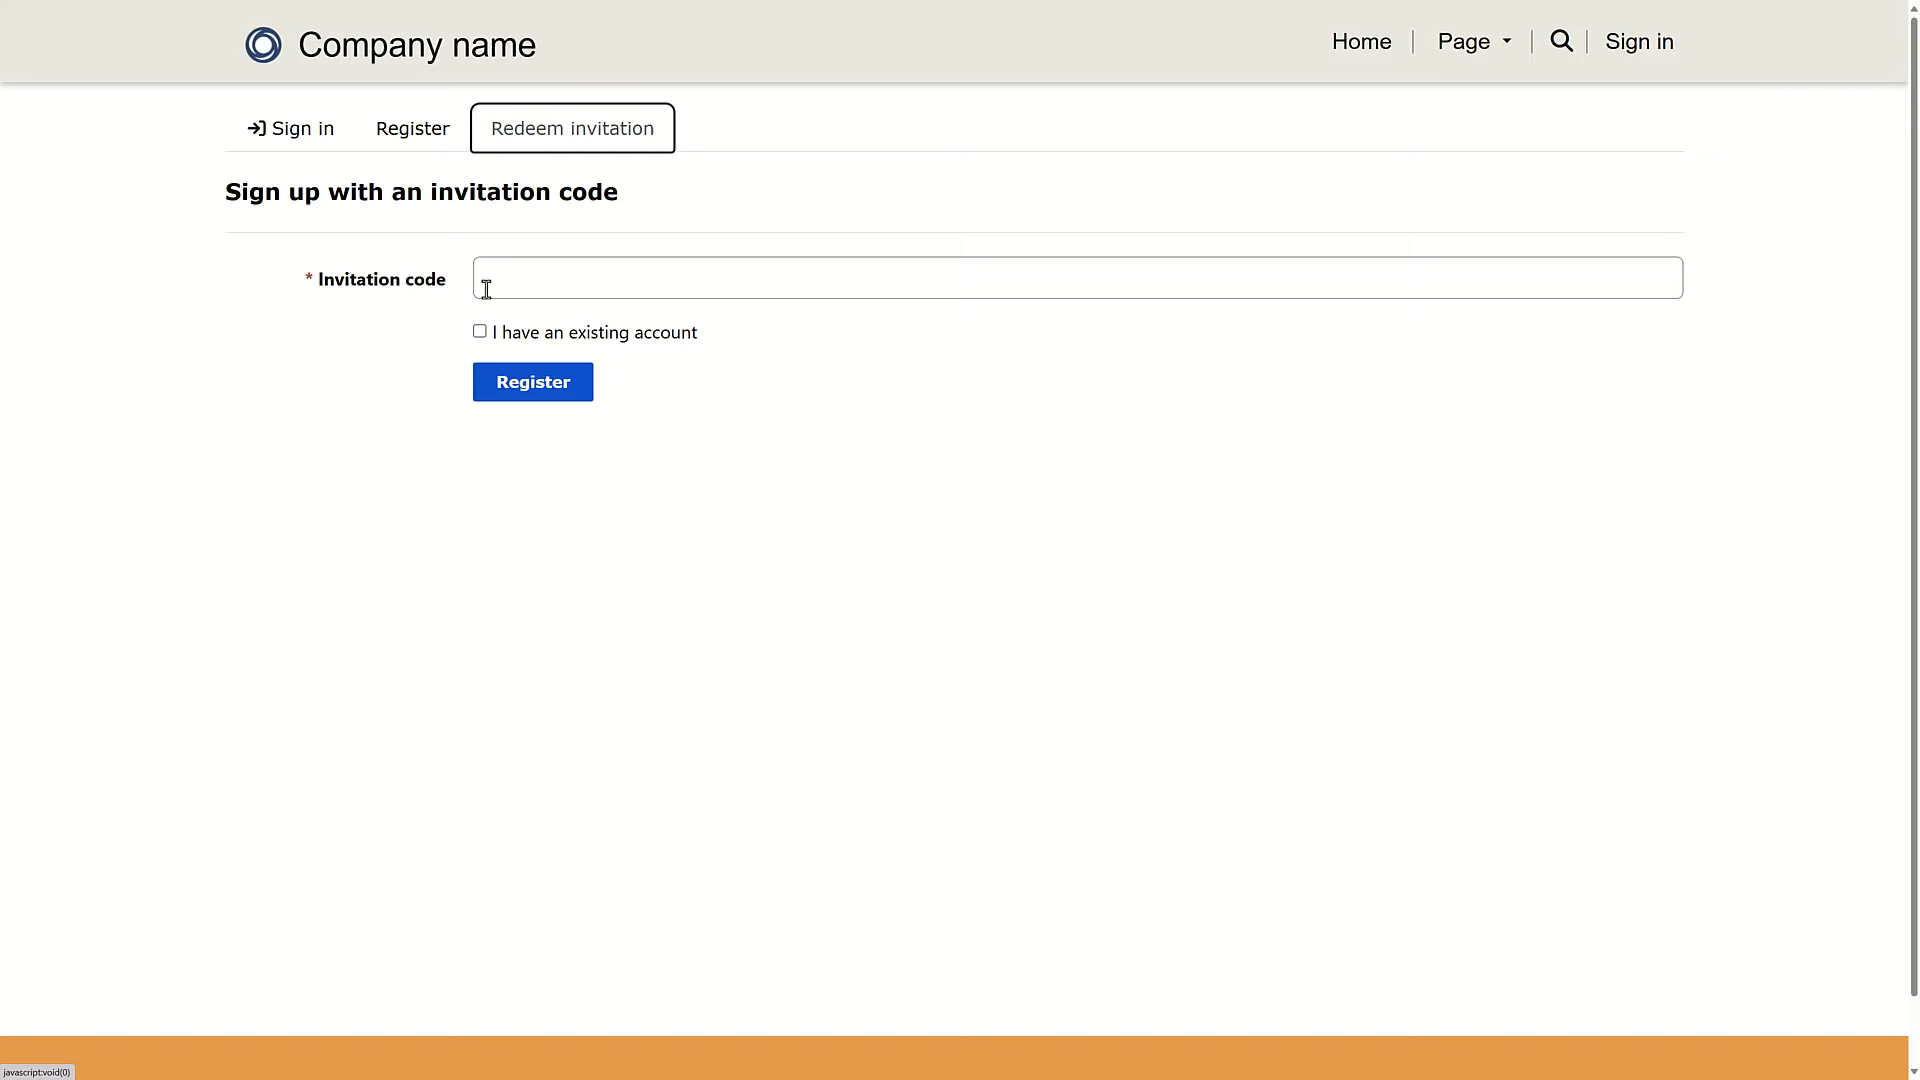 Company name
Home
Page
Sign in
Sign in
Register
Redeem invitation
Sign up with an invitation code
* Invitation code
I have an existing account
Register
javascript:void(0)